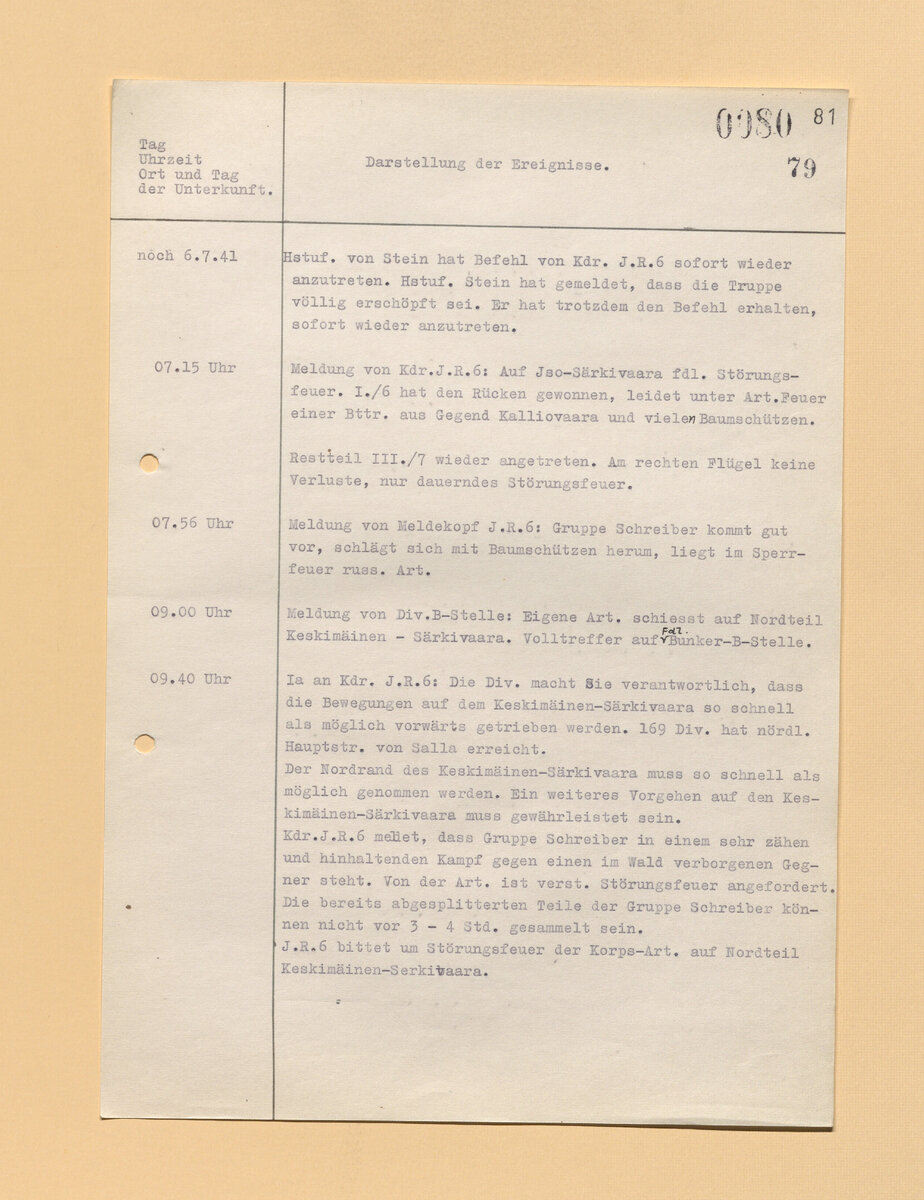 0080 81
79
Tag
Uhrzeit
Ort und Tag
der Unterkunft.
Darstellung der Ereignisse.
noch 6.7.41
Hstuf. von Stein hat Befehl von Kdr. J.R.6 sofort wieder
anzutreten. Hstuf. Stein hat gemeldet, dass die Truppe
völlig erschöpft sei. Er hat trotzdem den Befehl erhalten,
sofort wieder anzutreten.
07.15 Uhr
Meldung von Kdr.J.R.6: Auf Jso-Särkivaara fdl. Störungs-
feuer. I./6 hat den Rücken gewonnen, leidet unter Art.Feuer
einer Bttr. aus Gegend Kalliovaara und vielen Baumschützen.
Restteil III./7 wieder angetreten. Am rechten Flügel keine
Verluste, nur dauerndes Störungsfeuer.
07.56 Uhr
Meldung von Meldekopf J.R.6: Gruppe Schreiber kommt gut
vor, schlägt sich mit Baumschützen herum, liegt im Sperr-
feuer russ. Art.
09.00 Uhr
Meldung von Div.B-Stelle: Eigene Art. schiesst auf Nordteil
Keskimäinen - Särkivaara. Volltreffer auf Fdl. Bunker-B-Stelle.
09.40 Uhr
Ia an Kdr. J.R.6: Die Div. macht Sie verantwortlich, dass
die Bewegungen auf dem Keskimäinen-Särkivaara so schnell
als möglich vorwärts getrieben werden. 169 Div. hat nördl.
Hauptstr. von Salla erreicht.
Der Nordrand des Keskimäinen-Särkivaara muss so schnell als
möglich genommen werden. Ein weiteres Vorgehen auf den Kes-
kimäinen-Särkivaara muss gewährleistet sein.
Kdr.J.R.6 meldet, dass Gruppe Schreiber in einem sehr zähen
und hinhaltenden Kampf gegen einen im Wald verborgenen Geg-
ner steht. Von der Art. ist verst. Störungsfeuer angefordert.
Die bereits abgesplitterten Teile der Gruppe Schreiber kön-
nen nicht vor 3 - 4 Std. gesammelt sein.
J.R.6 bittet um Störungsfeuer der Korps-Art. auf Nordteil
Keskimäinen-Serkivaara.